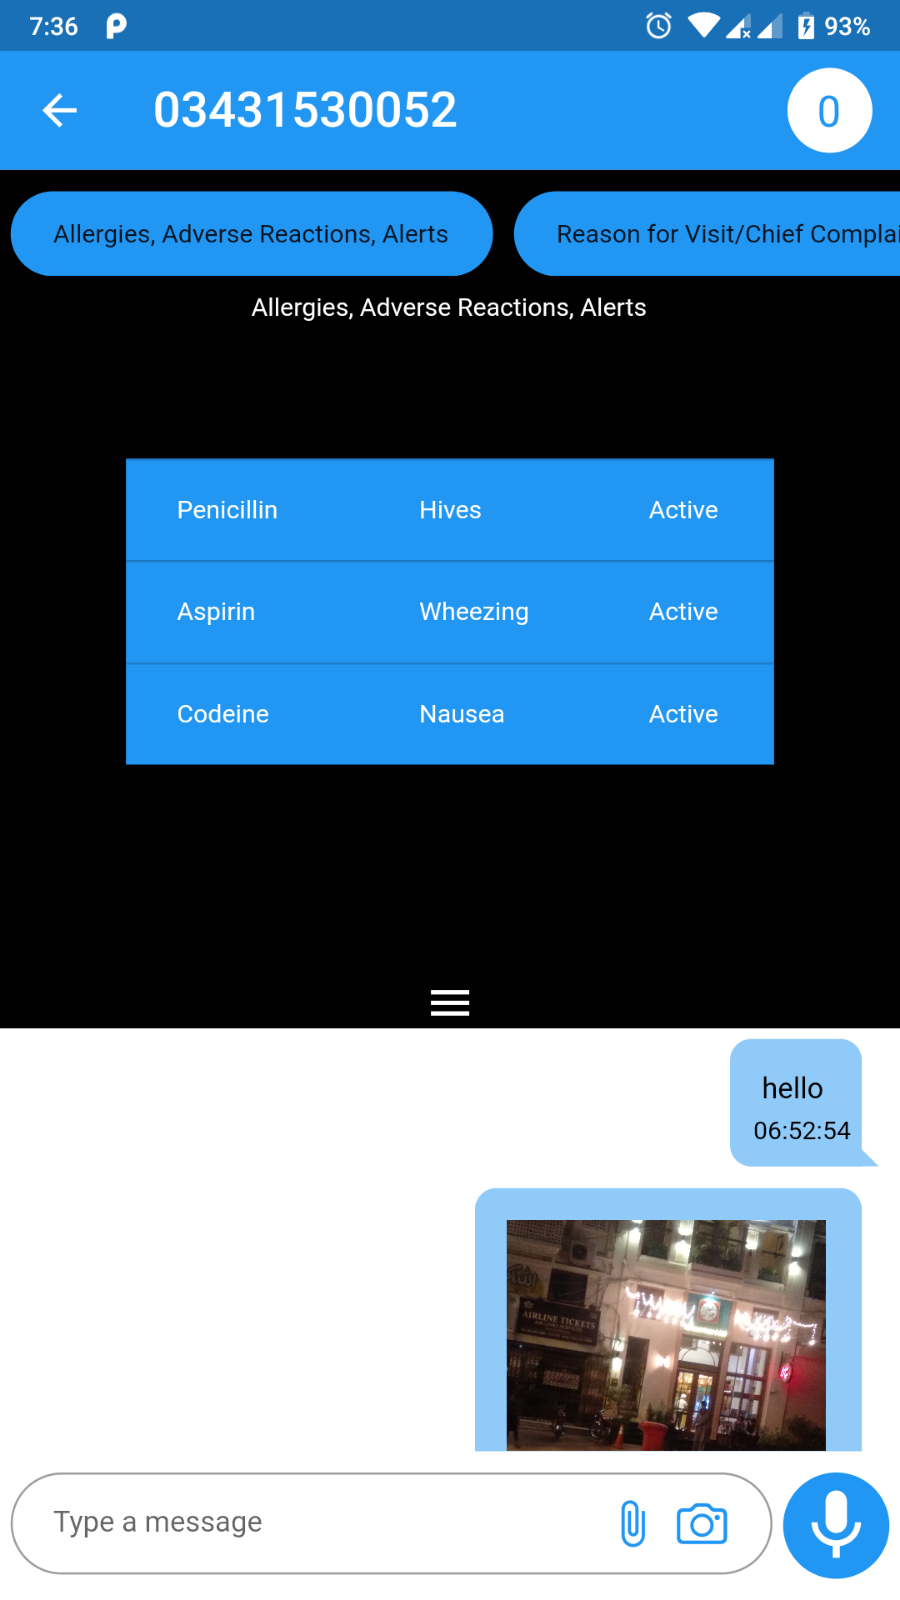 7:36 93%
03431530052 0
Allergies, Adverse Reactions, Alerts Reason for Visit/Chief Complai
Allergies, Adverse Reactions, Alerts
Penicillin Hives Active
Aspirin Wheezing Active
Codeine Nausea Active
hello
06:52:54
AIRLINE TICKETS
Type a message